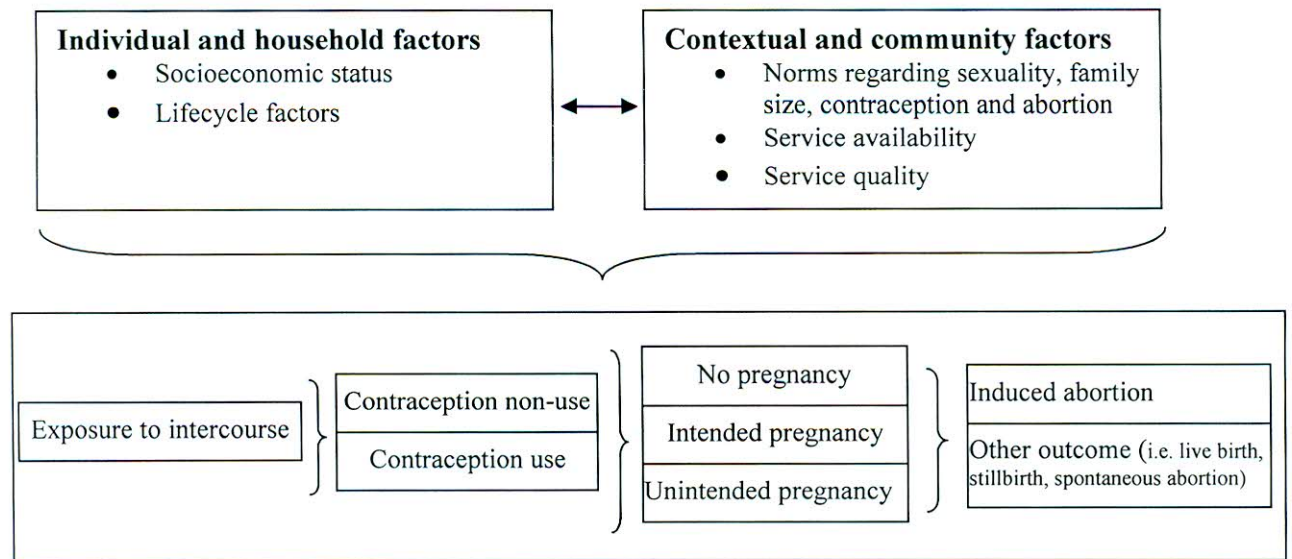 Individual and household factors
• Socioeconomic status
• Lifecycle factors
Contextual and community factors
• Norms regarding sexuality, family
size, contraception and abortion
• Service availability
• Service quality
Exposure to intercourse
Contraception non-use
Contraception use
No pregnancy
Intended pregnancy
Unintended pregnancy
Induced abortion
Other outcome (i.e. live birth,
stillbirth, spontaneous abortion)